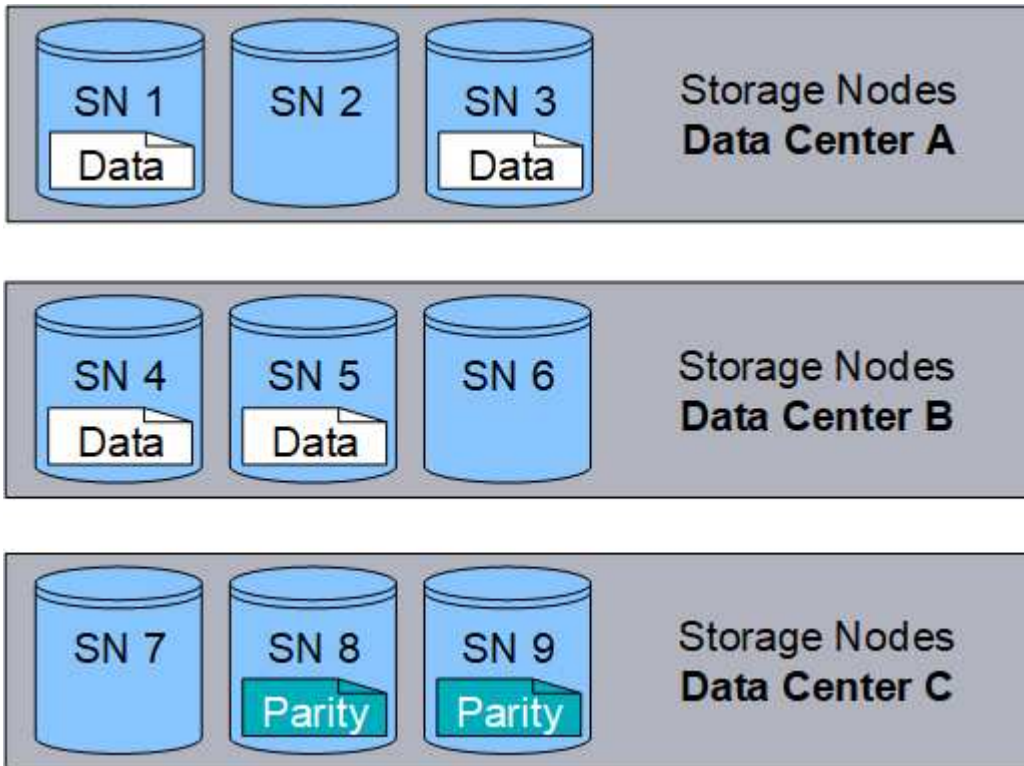 SN 1
SN 2
SN 3
Data
Data
Storage Nodes
Data Center A
SN 4
SN 5
SN 6
Data
Data
Storage Nodes
Data Center B
SN 7
SN 8
SN 9
Parity
Parity
Storage Nodes
Data Center C